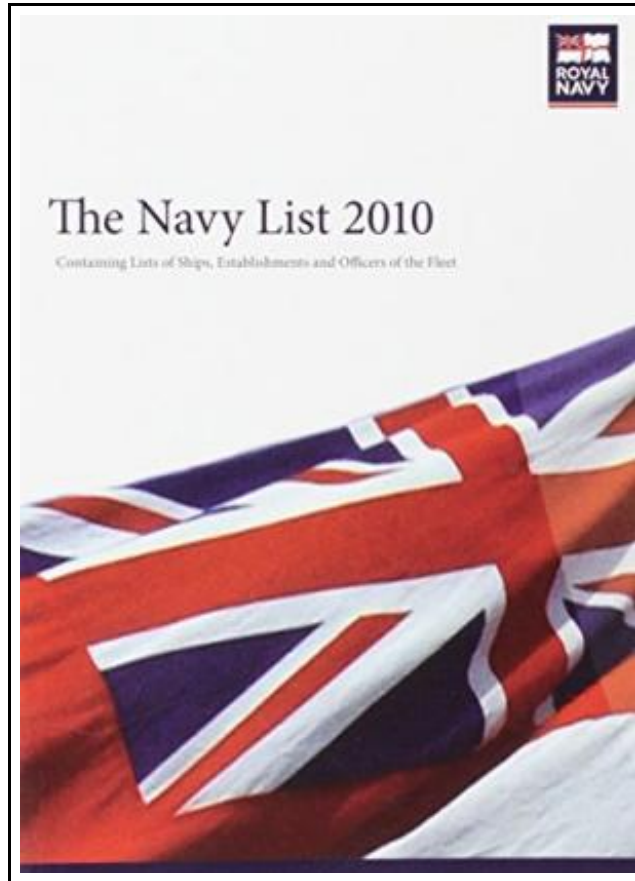 ROYAL
NAVY
The Navy List 2010
Containing Lists of Ships, Establishments and Officers of the Fleet